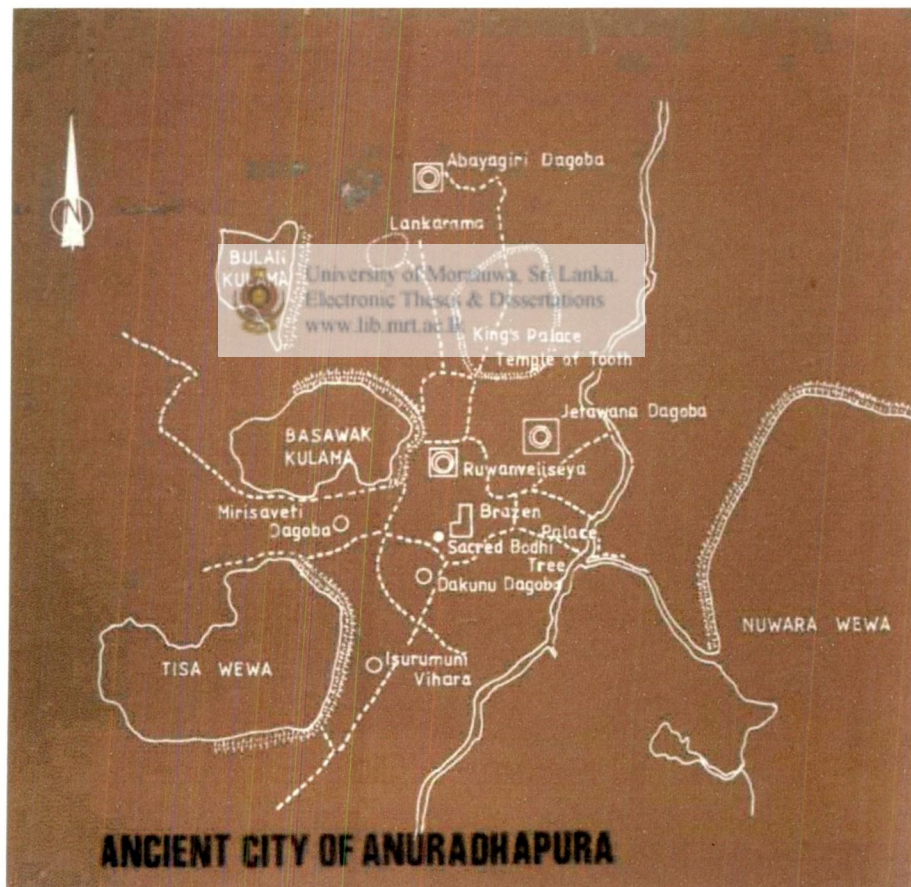 Abayagiri Dagoba
Lankarama
BULAN
KULAMA
University of Moratuwa, Sri Lanka.
Electronic Theses & Dissertations
www.lib.mrt.ac.lk
King's Palace
Temple of Tooth
Jetawana Dagoba
BASAWAK
KULAMA
Ruwanveliseya
Mirisaveti
Dagoba
Brazen
Palace
Sacred Bodhi
Tree
Dakunu Dagoba
NUWARA WEWA
TISA WEWA
Isurumuni
Vihara
N
ANCIENT CITY OF ANURADHAPURA